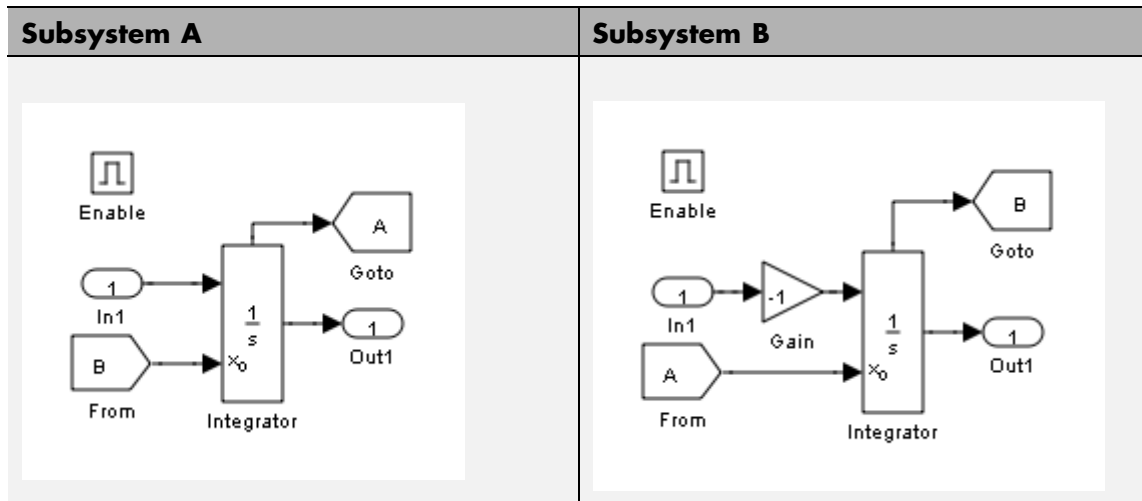 Subsystem A
Enable
A
Goto
1
In1
1
s
x₀
1
Out1
B
From
Integrator
Subsystem B
Enable
B
Goto
1
In1
-1
Gain
1
s
x₀
1
Out1
A
From
Integrator